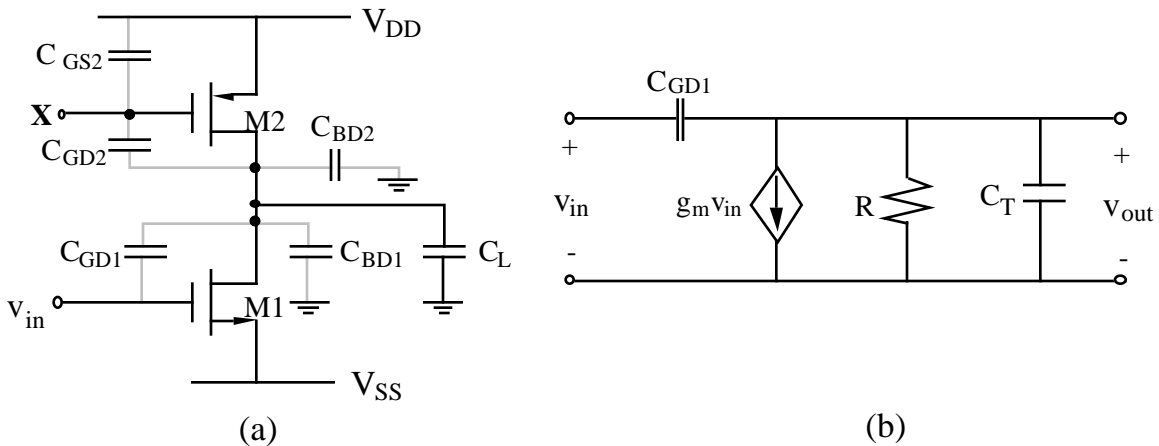 V_DD
C_GS2
X
M2
C_GD2
C_BD2
C_GD1
C_BD1
C_L
v_in
M1
V_SS
(a)
C_GD1
+
v_in
-
g_m v_in
R
C_T
+
v_out
-
(b)